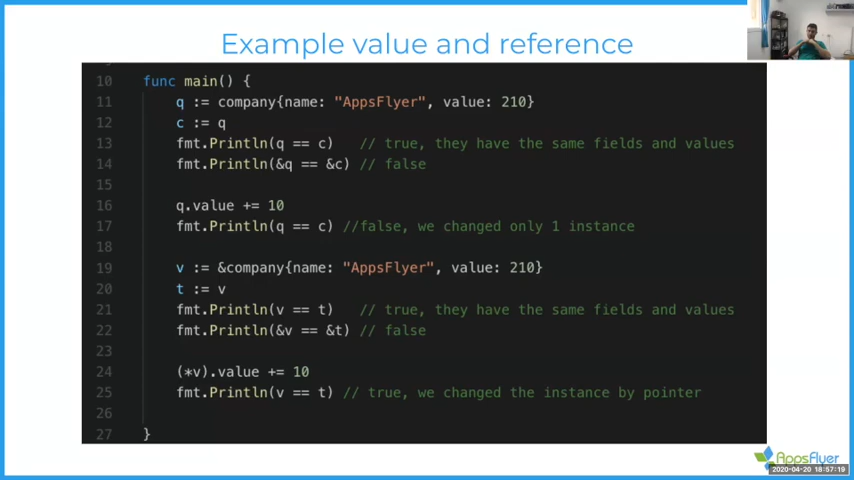 Example value and reference
10 func main() {
11 q := company{name: "AppsFlyer", value: 210}
12 c := q
13 fmt.Println(q == c) // true, they have the same fields and values
14 fmt.Println(&q == &c) // false
15
16 q.value += 10
17 fmt.Println(q == c) //false, we changed only 1 instance
18
19 v := &company{name: "AppsFlyer", value: 210}
20 t := v
21 fmt.Println(v == t) // true, they have the same fields and values
22 fmt.Println(&v == &t) // false
23
24 (*v).value += 10
25 fmt.Println(v == t) // true, we changed the instance by pointer
26
27 }
AppsFlyer
2020-04-20 18:57:19